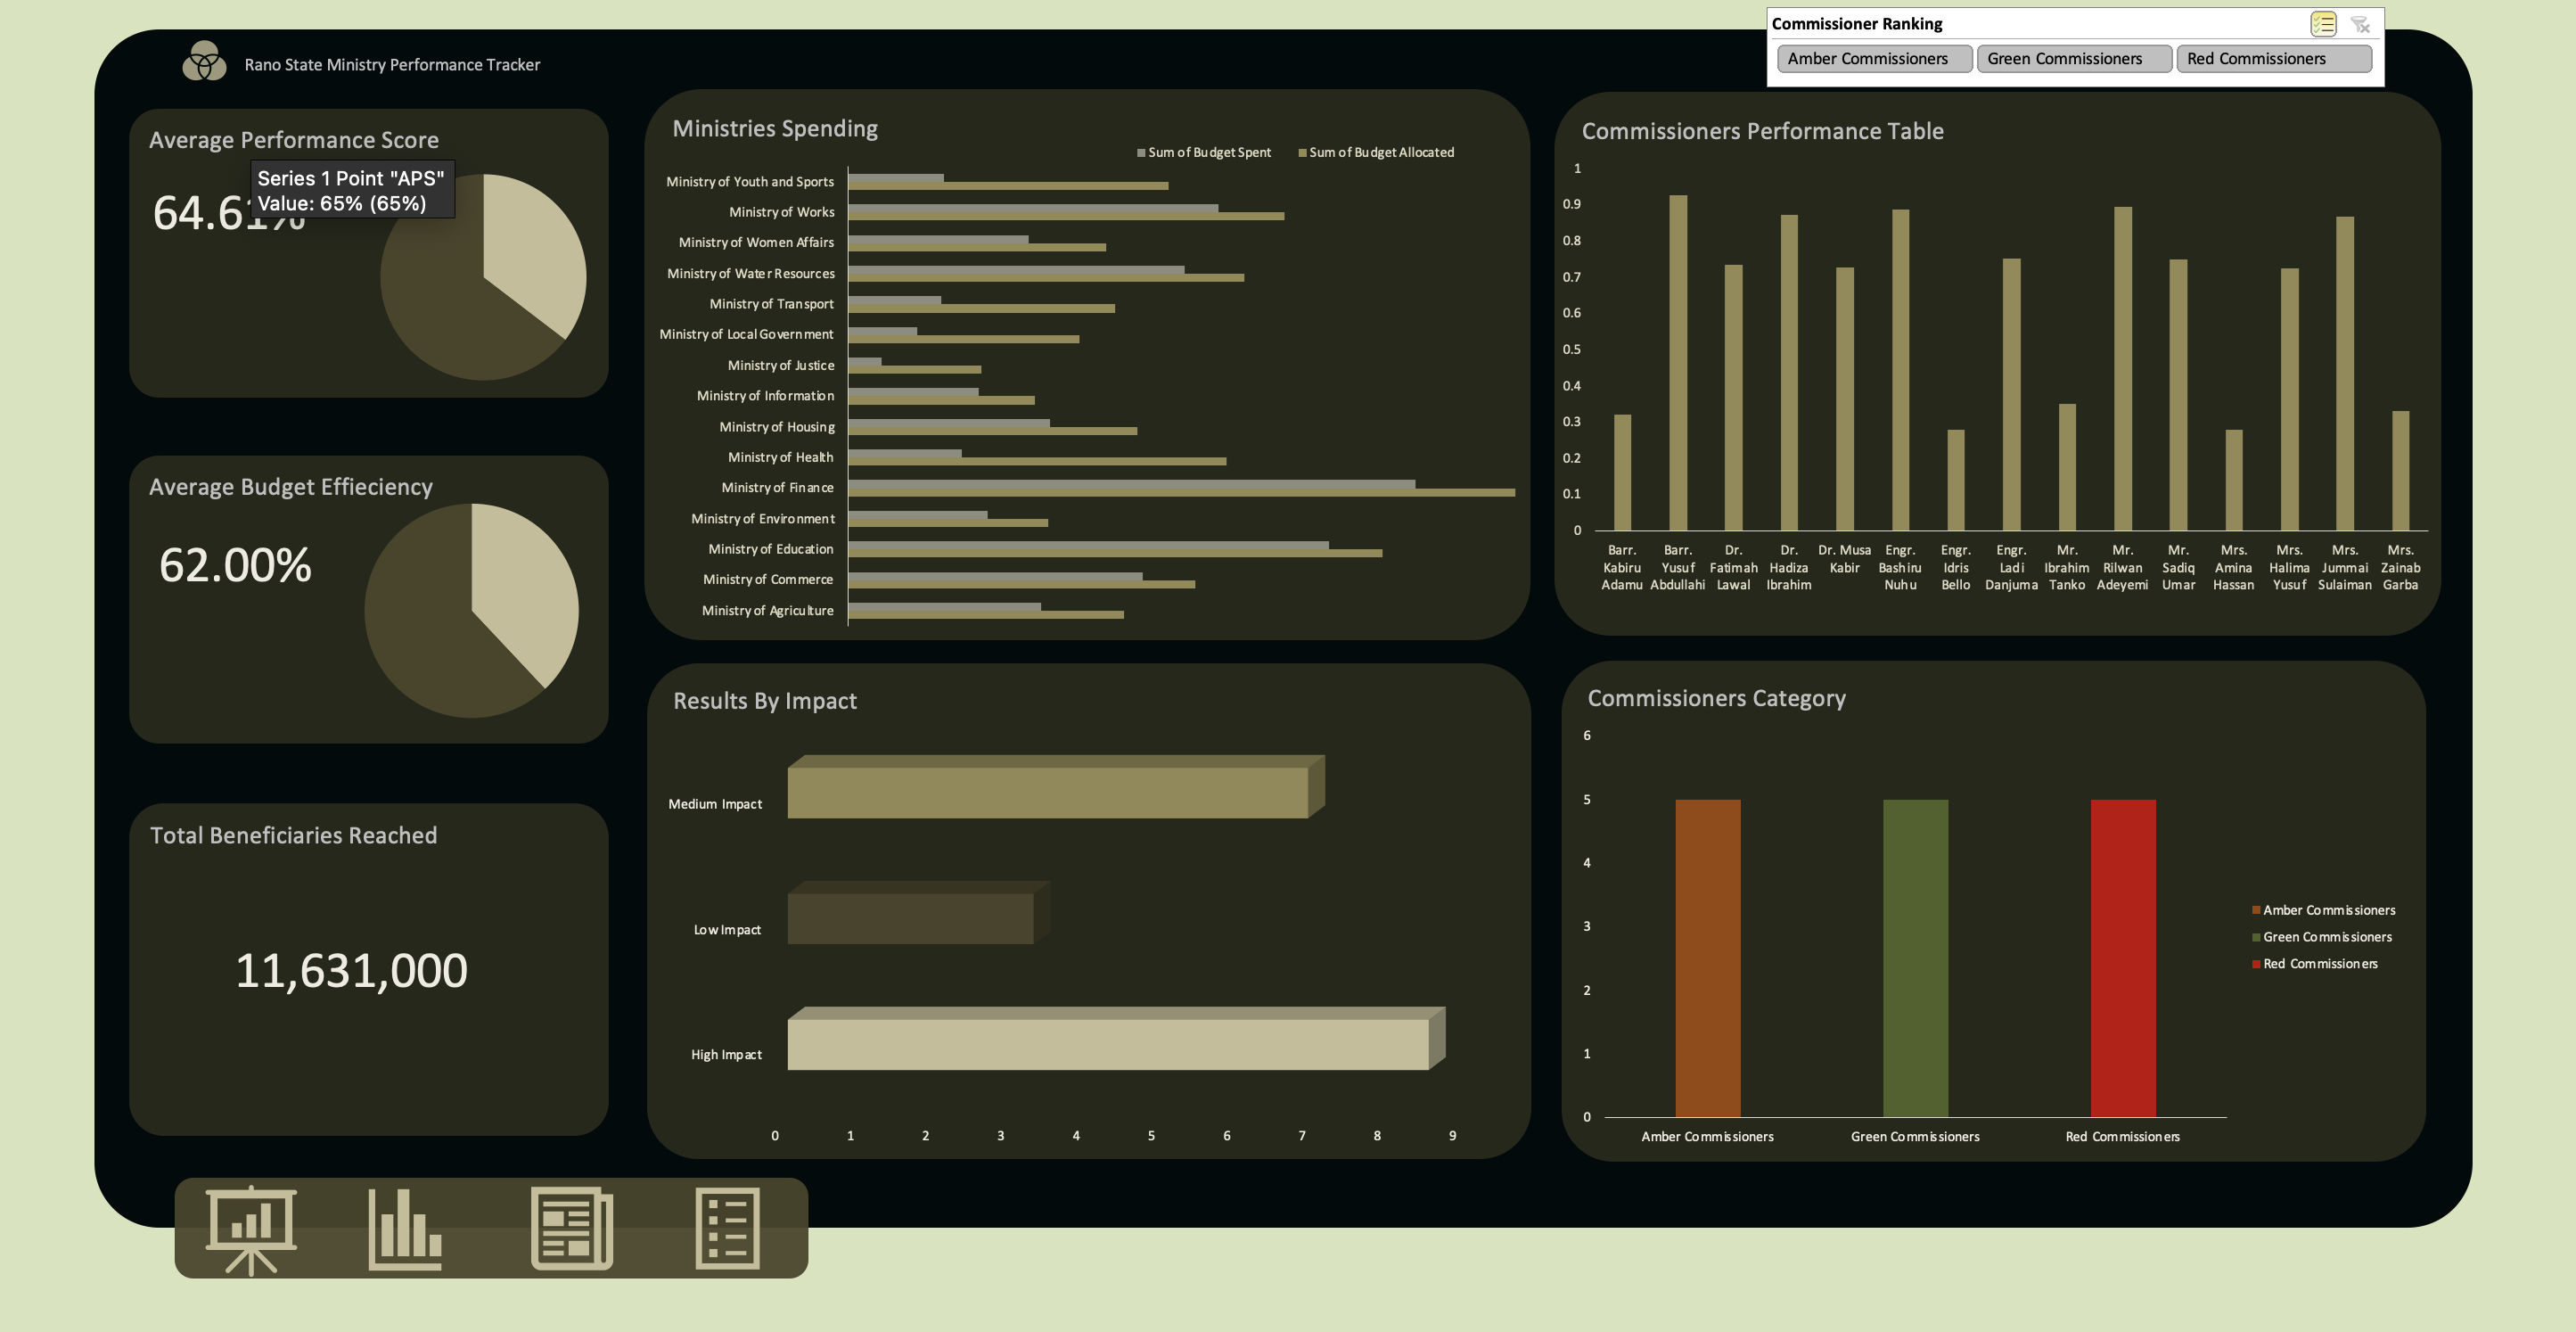 Commissioner Ranking
Amber Commissioners
Green Commissioners
Red Commissioners
Rano State Ministry Performance Tracker
Average Performance Score
64.61%
Series 1 Point "APS"
Value: 65% (65%)
Average Budget Effieciency
62.00%
Total Beneficiaries Reached
11,631,000
Ministries Spending
Sum of Budget Spent
Sum of Budget Allocated
Ministry of Youth and Sports
Ministry of Works
Ministry of Women Affairs
Ministry of Water Resources
Ministry of Transport
Ministry of Local Government
Ministry of Justice
Ministry of Information
Ministry of Housing
Ministry of Health
Ministry of Finance
Ministry of Environment
Ministry of Education
Ministry of Commerce
Ministry of Agriculture
Results By Impact
Medium Impact
Low Impact
High Impact
0 1 2 3 4 5 6 7 8 9
Commissioners Performance Table
1
0.9
0.8
0.7
0.6
0.5
0.4
0.3
0.2
0.1
0
Barr. Kabiru Adamu
Barr. Yusuf Abdullahi
Dr. Fatimah Lawal
Dr. Hadiza Ibrahim
Dr. Musa Kabir
Engr. Bashiru Nuhu
Engr. Idris Bello
Engr. Ladi Danjuma
Mr. Ibrahim Tanko
Mr. Rilwan Adeyemi
Mr. Sadiq Umar
Mrs. Amina Hassan
Mrs. Halima Yusuf
Mrs. Jummai Sulaiman
Mrs. Zainab Garba
Commissioners Category
6
5
4
3
2
1
0
Amber Commissioners
Green Commissioners
Red Commissioners
Amber Commissioners
Green Commissioners
Red Commissioners